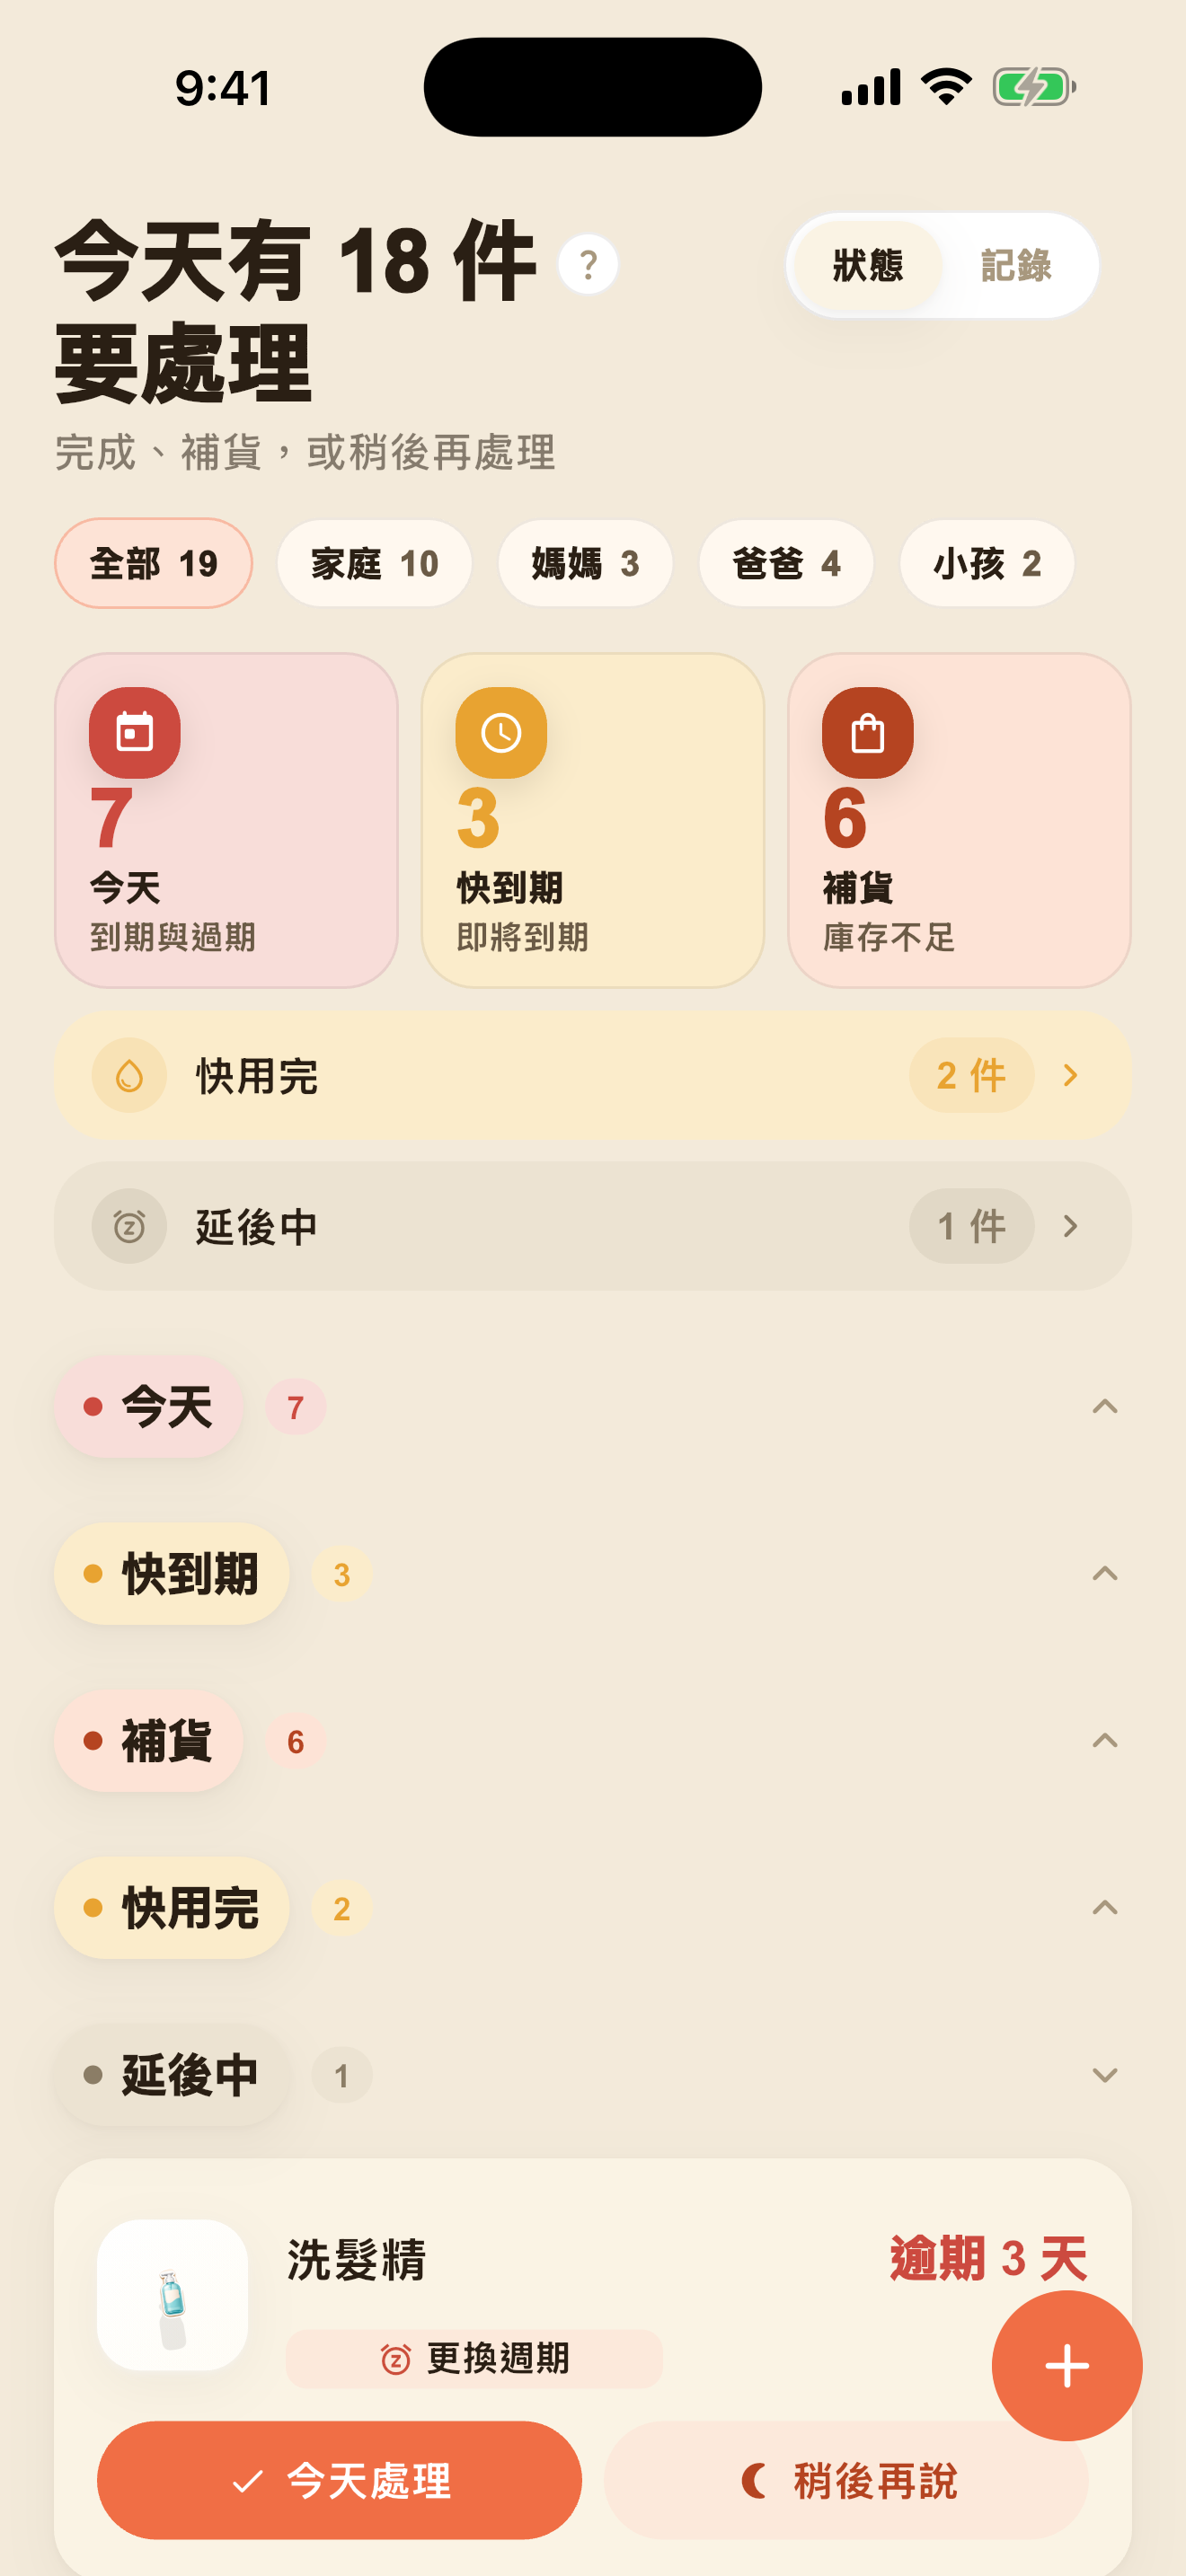 9:41
今天有 18 件
?
要處理
狀態
記錄
完成、補貨,或稍後再處理
全部 19
家庭 10
媽媽 3
爸爸 4
小孩 2
7
今天
到期與過期
3
快到期
即將到期
6
補貨
庫存不足
快用完
2 件
延後中
1 件
今天
7
快到期
3
補貨
6
快用完
2
延後中
1
洗髮精
逾期 3 天
更換週期
今天處理
稍後再說